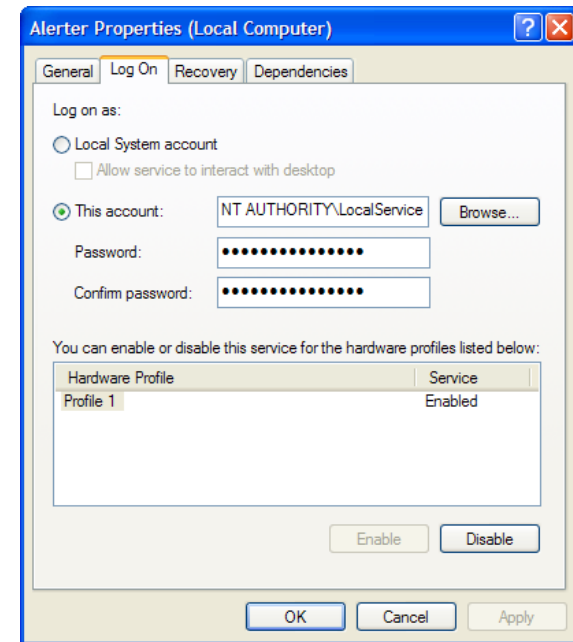 Alerter Properties (Local Computer)
General Log On Recovery Dependencies
Log on as:
Local System account
Allow service to interact with desktop
This account: NT AUTHORITY\LocalService Browse...
Password: •••••••••••••••
Confirm password: •••••••••••••••
You can enable or disable this service for the hardware profiles listed below:
Hardware Profile Service
Profile 1 Enabled
Enable Disable
OK Cancel Apply